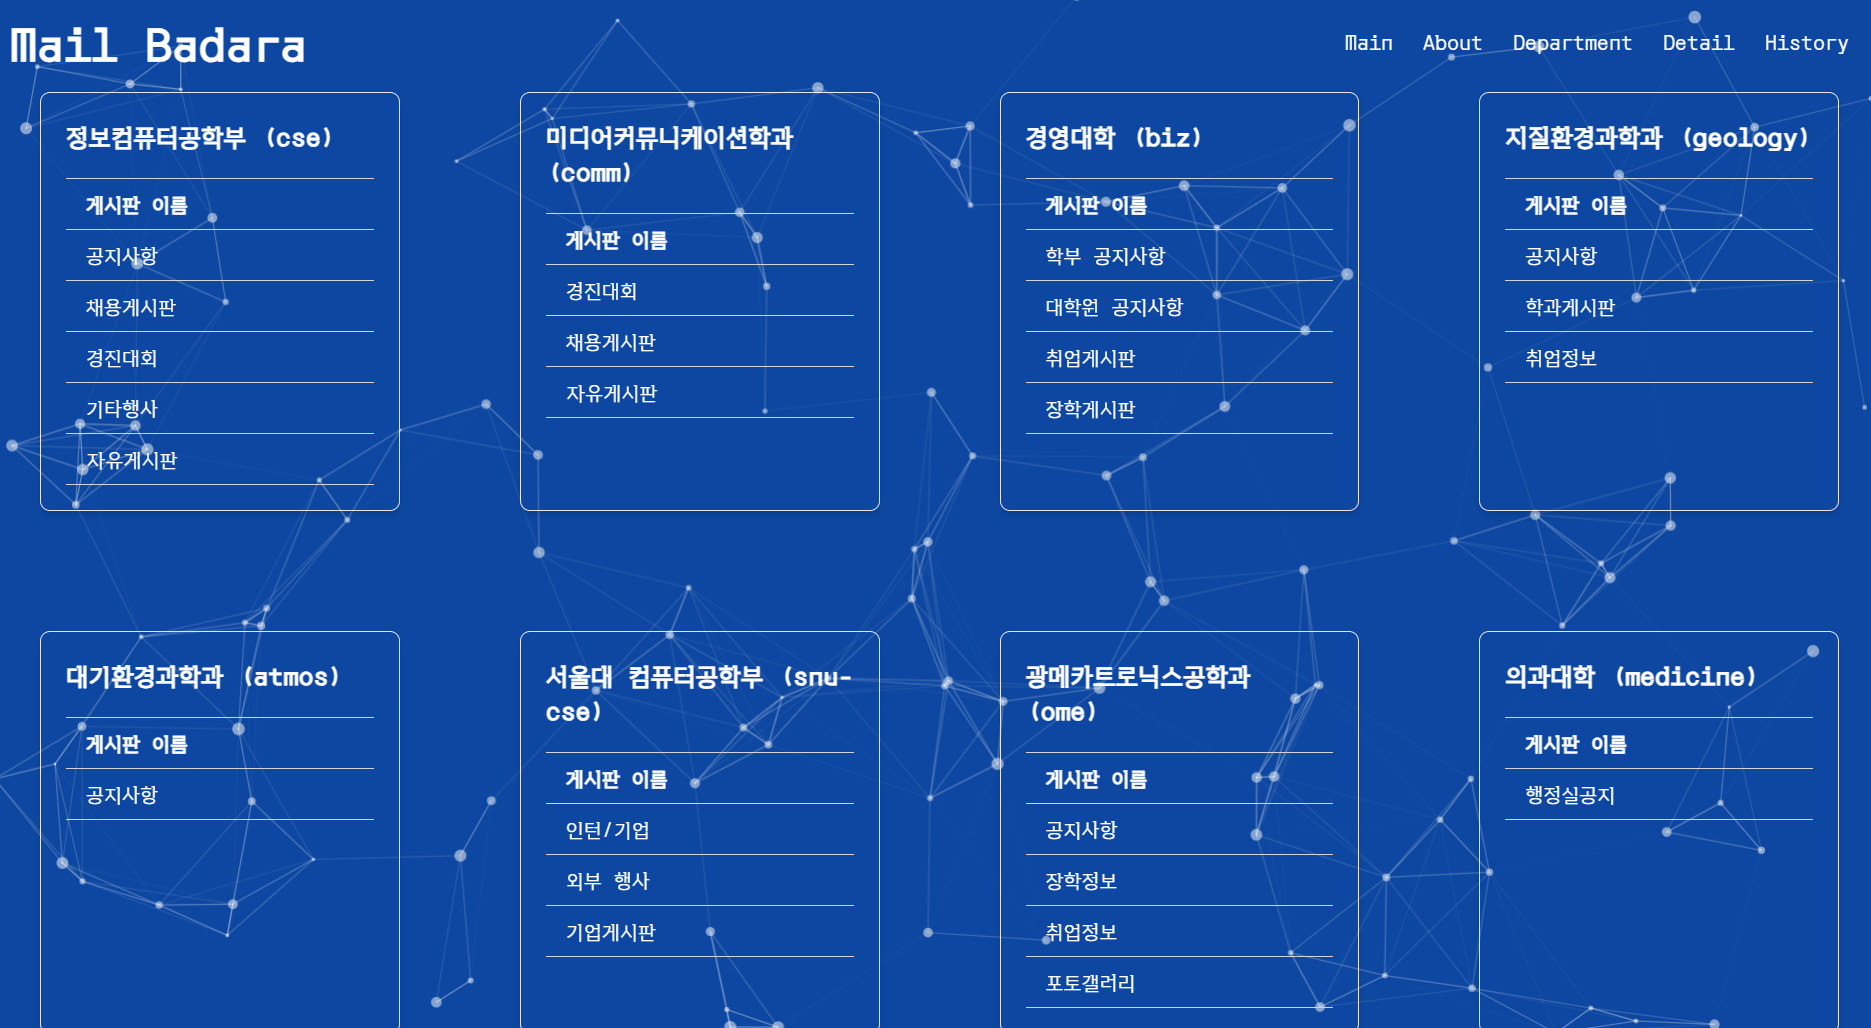 Mail Badara
Main About Department Detail History
정보컴퓨터공학부 (cse)
게시판 이름
공지사항
채용게시판
경진대회
기타행사
자유게시판
미디어커뮤니케이션학과
(comm)
게시판 이름
경진대회
채용게시판
자유게시판
경영대학 (biz)
게시판 이름
학부 공지사항
대학원 공지사항
취업게시판
장학게시판
지질환경과학과 (geology)
게시판 이름
공지사항
학과게시판
취업정보
대기환경과학과 (atmos)
게시판 이름
공지사항
서울대 컴퓨터공학부 (snu-
cse)
게시판 이름
인턴/기업
외부 행사
기업게시판
광메카트로닉스공학과
(ome)
게시판 이름
공지사항
장학정보
취업정보
포토갤러리
의과대학 (medicine)
게시판 이름
행정실공지